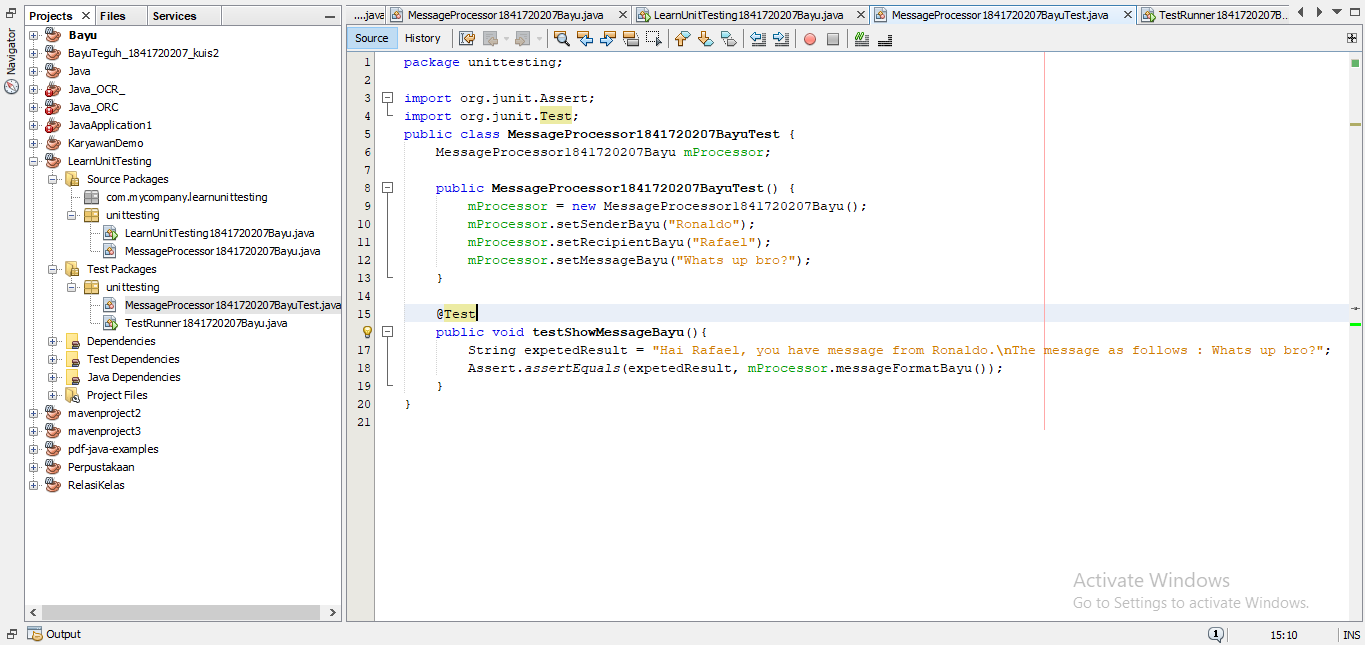 Projects Files Services
Navigator
Bayu
BayuTeguh_1841720207_kuis2
Java
Java_OCR_
Java_ORC
JavaApplication1
KaryawanDemo
LearnUnitTesting
Source Packages
com.mycompany.learnunittesting
unittesting
LearnUnitTesting1841720207Bayu.java
MessageProcessor1841720207Bayu.java
Test Packages
unittesting
MessageProcessor1841720207BayuTest.java
TestRunner1841720207Bayu.java
Dependencies
Test Dependencies
Java Dependencies
Project Files
mavenproject2
mavenproject3
pdf-java-examples
Perpustakaan
RelasiKelas
....java MessageProcessor1841720207Bayu.java LearnUnitTesting1841720207Bayu.java MessageProcessor1841720207BayuTest.java TestRunner1841720207B...
Source History
1 package unittesting;
2
3 import org.junit.Assert;
4 import org.junit.Test;
5 public class MessageProcessor1841720207BayuTest {
6 MessageProcessor1841720207Bayu mProcessor;
7
8 public MessageProcessor1841720207BayuTest() {
9 mProcessor = new MessageProcessor1841720207Bayu();
10 mProcessor.setSenderBayu("Ronaldo");
11 mProcessor.setRecipientBayu("Rafael");
12 mProcessor.setMessageBayu("Whats up bro?");
13 }
14
15 @Test
public void testShowMessageBayu(){
17 String expetedResult = "Hai Rafael, you have message from Ronaldo.\nThe message as follows : Whats up bro?";
18 Assert.assertEquals(expetedResult, mProcessor.messageFormatBayu());
19 }
20 }
21
Activate Windows
Go to Settings to activate Windows.
Output
1 15:10 INS